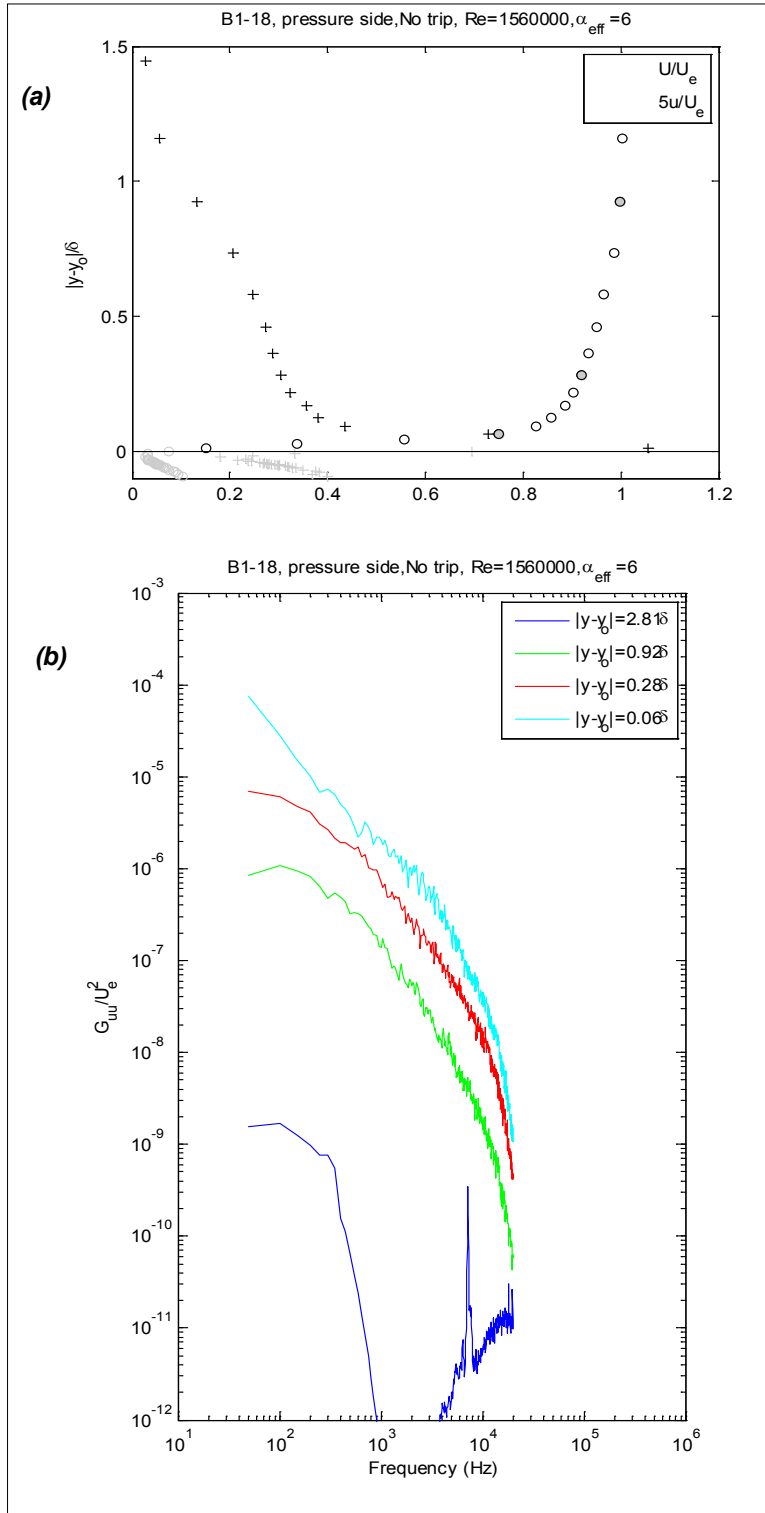 B1-18, pressure side,No trip, Re=1560000,α_eff =6
(a)
1.5
1
0.5
0
|y-y_o|/δ
U/U_e
5u/U_e
0 0.2 0.4 0.6 0.8 1 1.2
B1-18, pressure side,No trip, Re=1560000,α_eff =6
(b)
10^-3
10^-4
10^-5
10^-6
10^-7
10^-8
10^-9
10^-10
10^-11
10^-12
G_uu/U_e^2
|y-y_o|=2.81δ
|y-y_o|=0.92δ
|y-y_o|=0.28δ
|y-y_o|=0.06δ
10^1 10^2 10^3 10^4 10^5 10^6
Frequency (Hz)